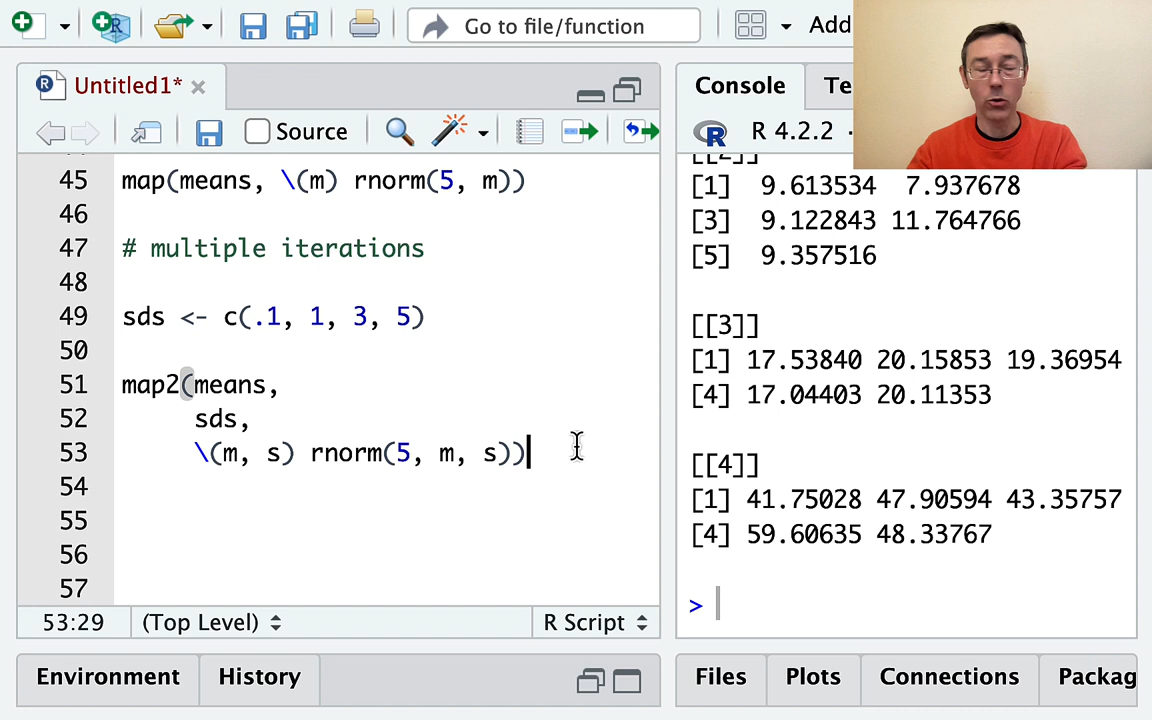 Go to file/function
Add
Untitled1*
Source
45 map(means, \(m) rnorm(5, m))
46
47 # multiple iterations
48
49 sds <- c(.1, 1, 3, 5)
50
51 map2(means,
52 sds,
53 \(m, s) rnorm(5, m, s))
54
55
56
57
53:29 (Top Level) R Script
Environment History
Console Te
R 4.2.2 ·
[[2]]
[1] 9.613534 7.937678
[3] 9.122843 11.764766
[5] 9.357516
[[3]]
[1] 17.53840 20.15853 19.36954
[4] 17.04403 20.11353
[[4]]
[1] 41.75028 47.90594 43.35757
[4] 59.60635 48.33767
>
Files Plots Connections Packag